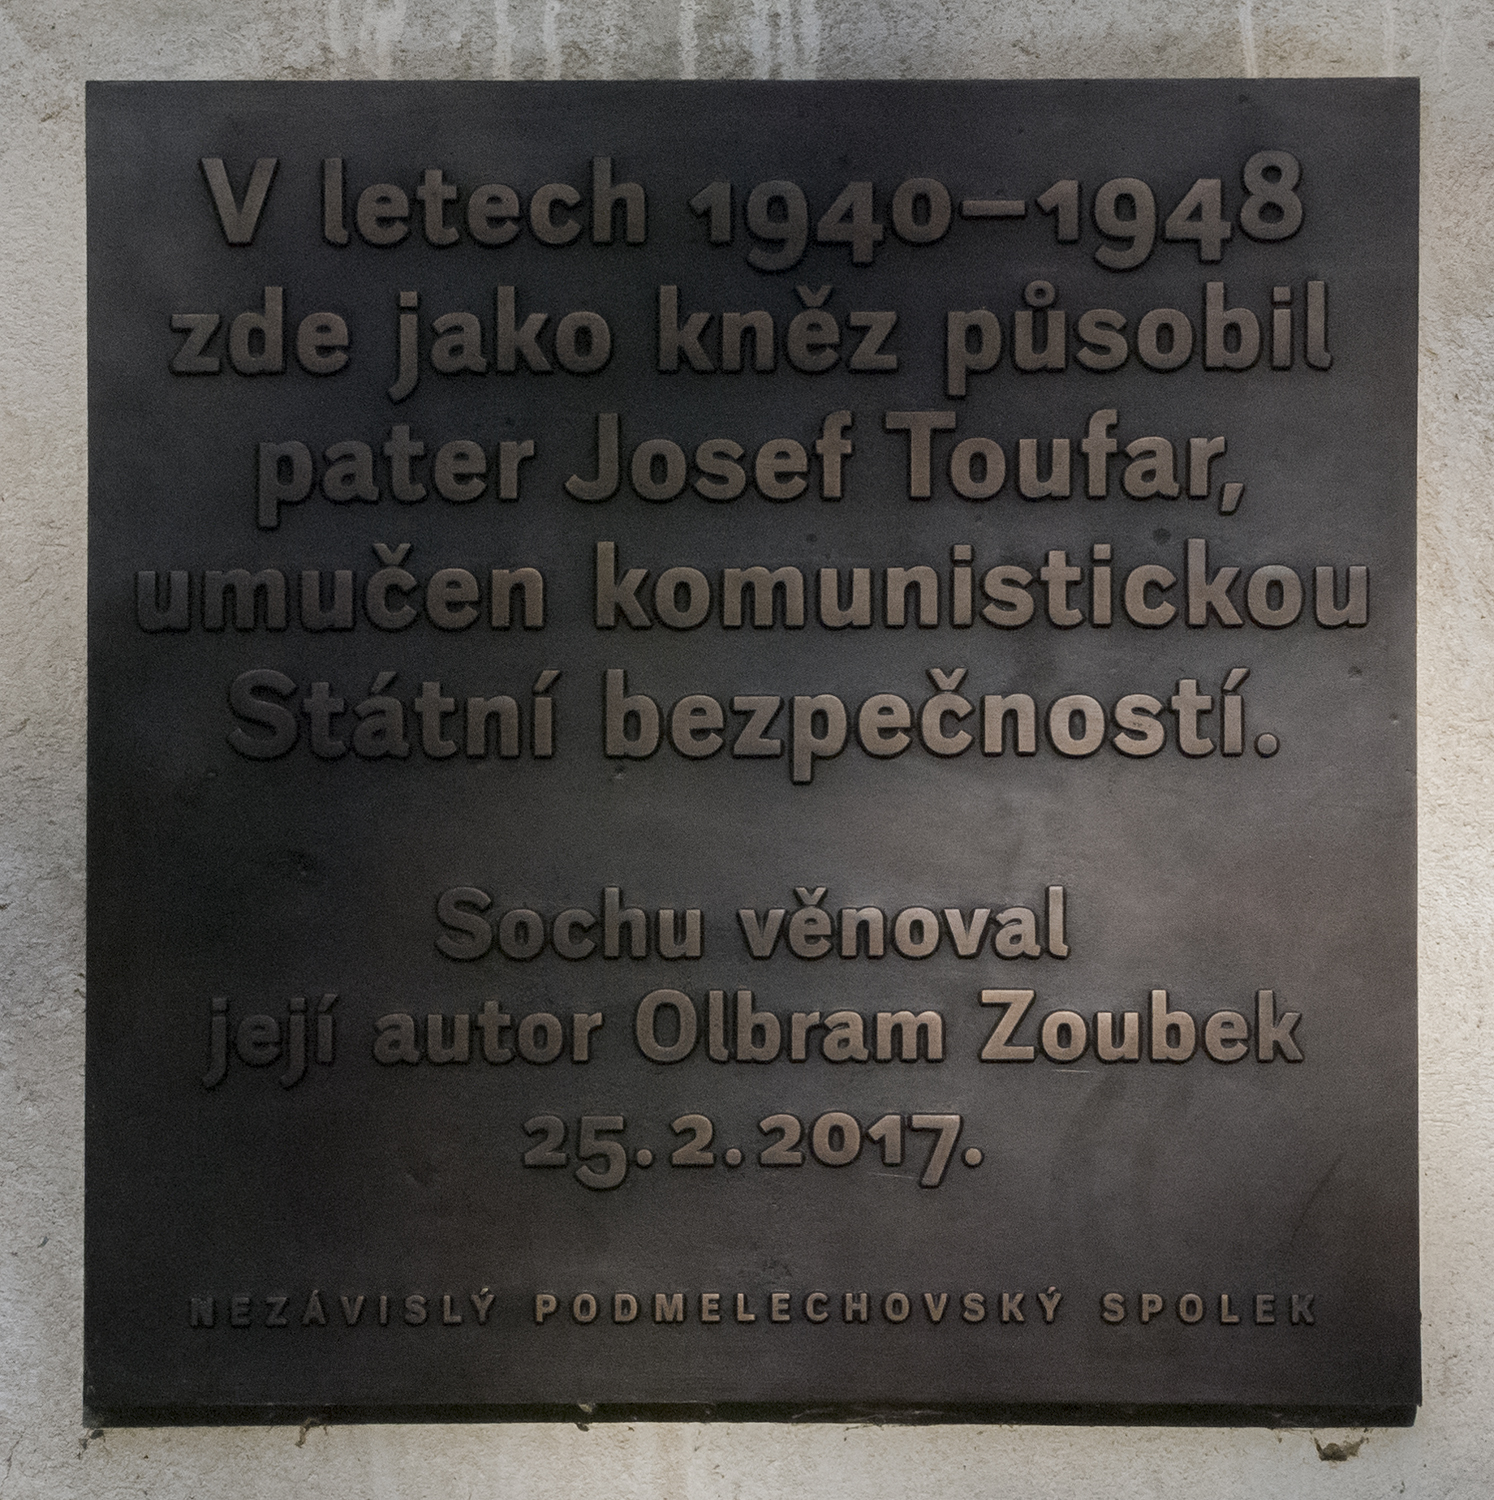 V letech 1940–1948
zde jako kněz působil
pater Josef Toufar,
umučen komunistickou
Státní bezpečností.
Sochu věnoval
její autor Olbram Zoubek
25. 2. 2017.
NEZÁVISLÝ PODMELECHOVSKÝ SPOLEK